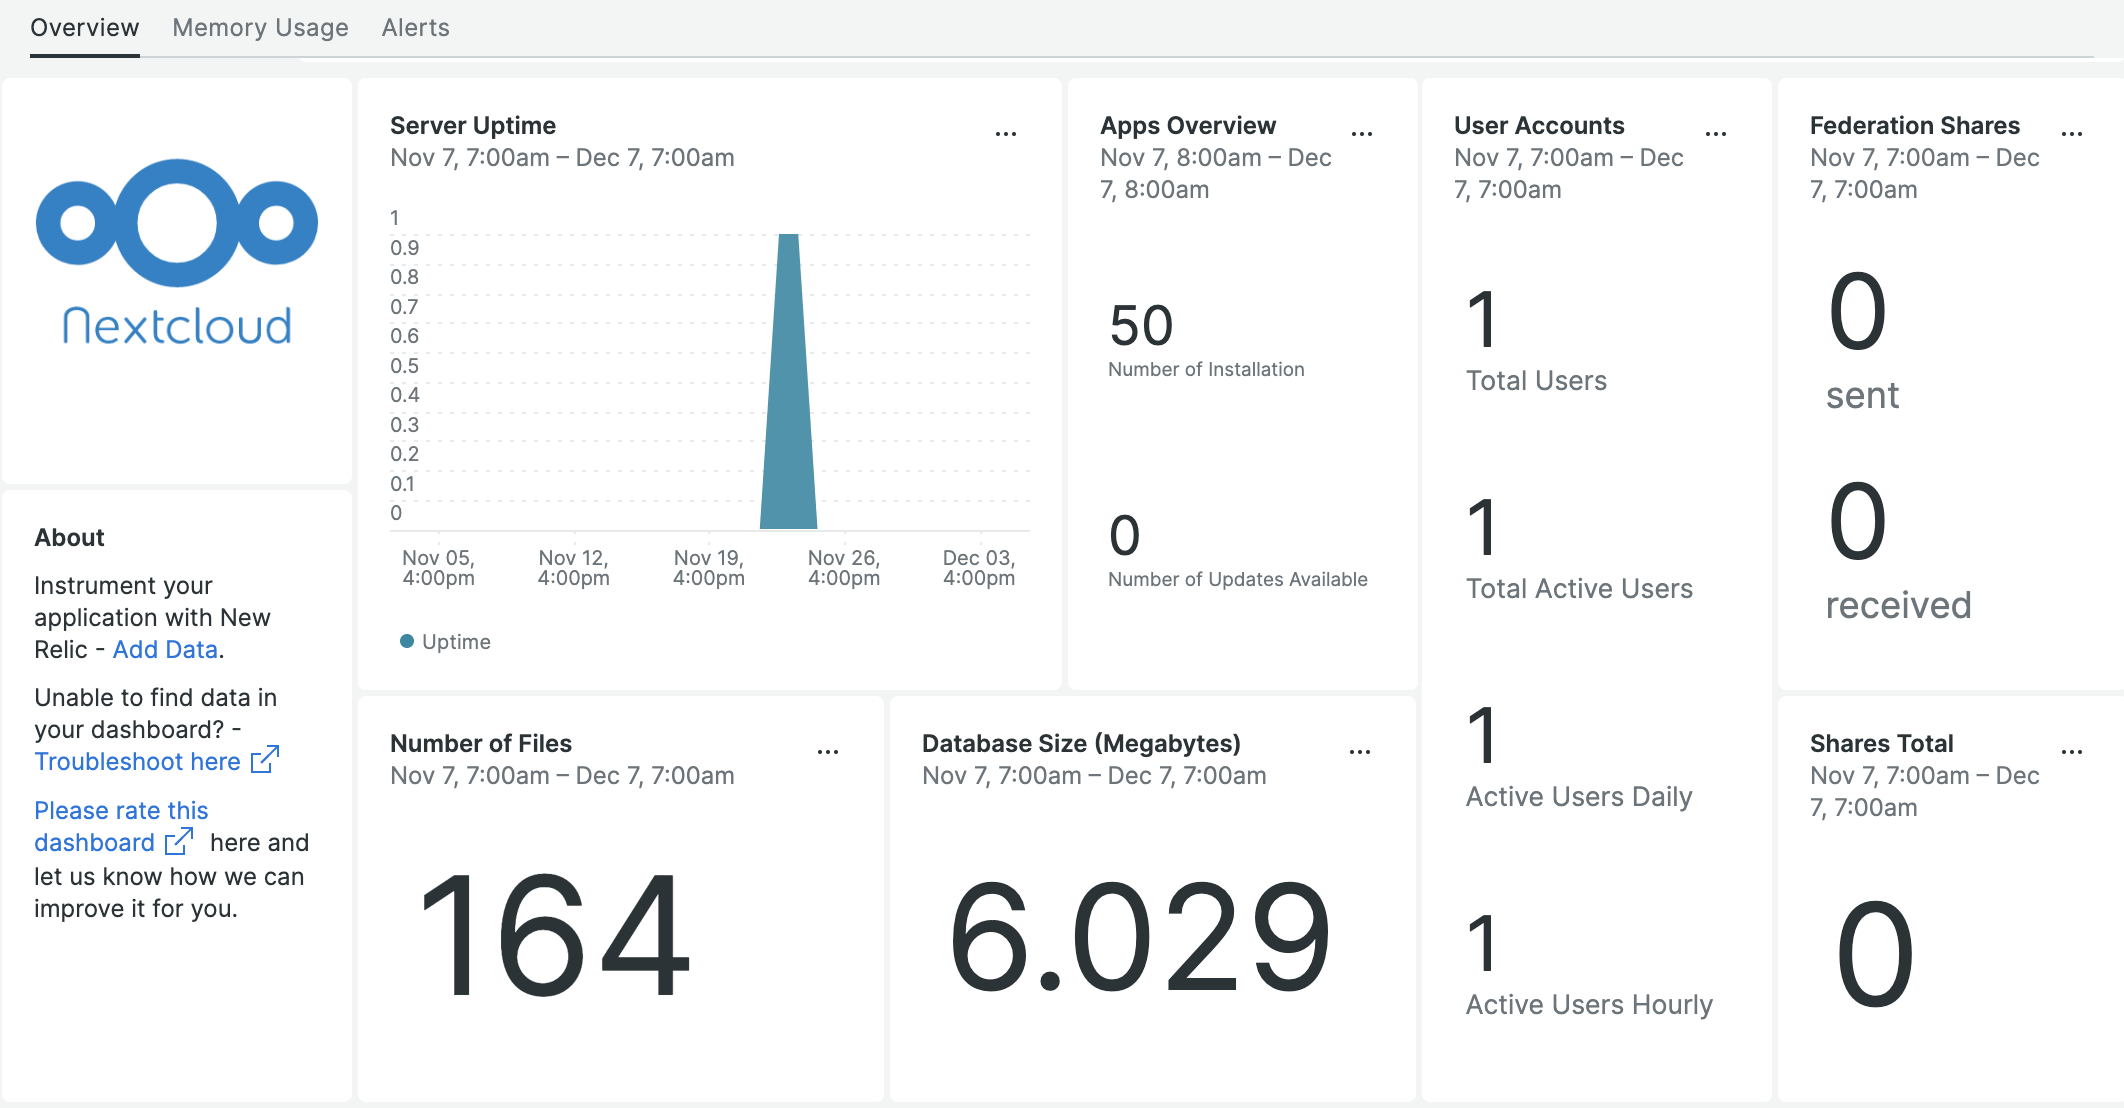 Overview
Memory Usage
Alerts
Nextcloud
About
Instrument your
application with New
Relic - Add Data.
Unable to find data in
your dashboard? -
Troubleshoot here
Please rate this
dashboard here and
let us know how we can
improve it for you.
Server Uptime
...
Nov 7, 7:00am – Dec 7, 7:00am
1
0.9
0.8
0.7
0.6
0.5
0.4
0.3
0.2
0.1
0
Nov 05,
4:00pm
Nov 12,
4:00pm
Nov 19,
4:00pm
Nov 26,
4:00pm
Dec 03,
4:00pm
Uptime
Apps Overview
...
Nov 7, 8:00am – Dec
7, 8:00am
50
Number of Installation
0
Number of Updates Available
User Accounts
...
Nov 7, 7:00am – Dec
7, 7:00am
1
Total Users
1
Total Active Users
1
Active Users Daily
1
Active Users Hourly
Federation Shares
...
Nov 7, 7:00am – Dec
7, 7:00am
0
sent
0
received
Number of Files
...
Nov 7, 7:00am – Dec 7, 7:00am
164
Database Size (Megabytes)
...
Nov 7, 7:00am – Dec 7, 7:00am
6.029
Shares Total
...
Nov 7, 7:00am – Dec
7, 7:00am
0